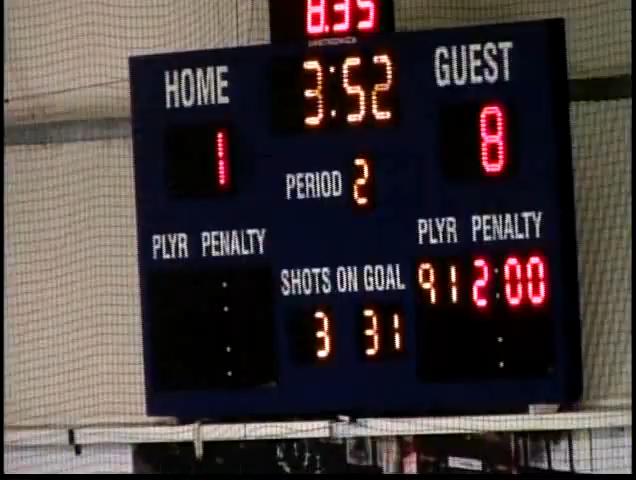 8:35
HOME 3:52 GUEST
1 8
PERIOD 2
PLYR PENALTY PLYR PENALTY
SHOTS ON GOAL 91 2:00
3 31